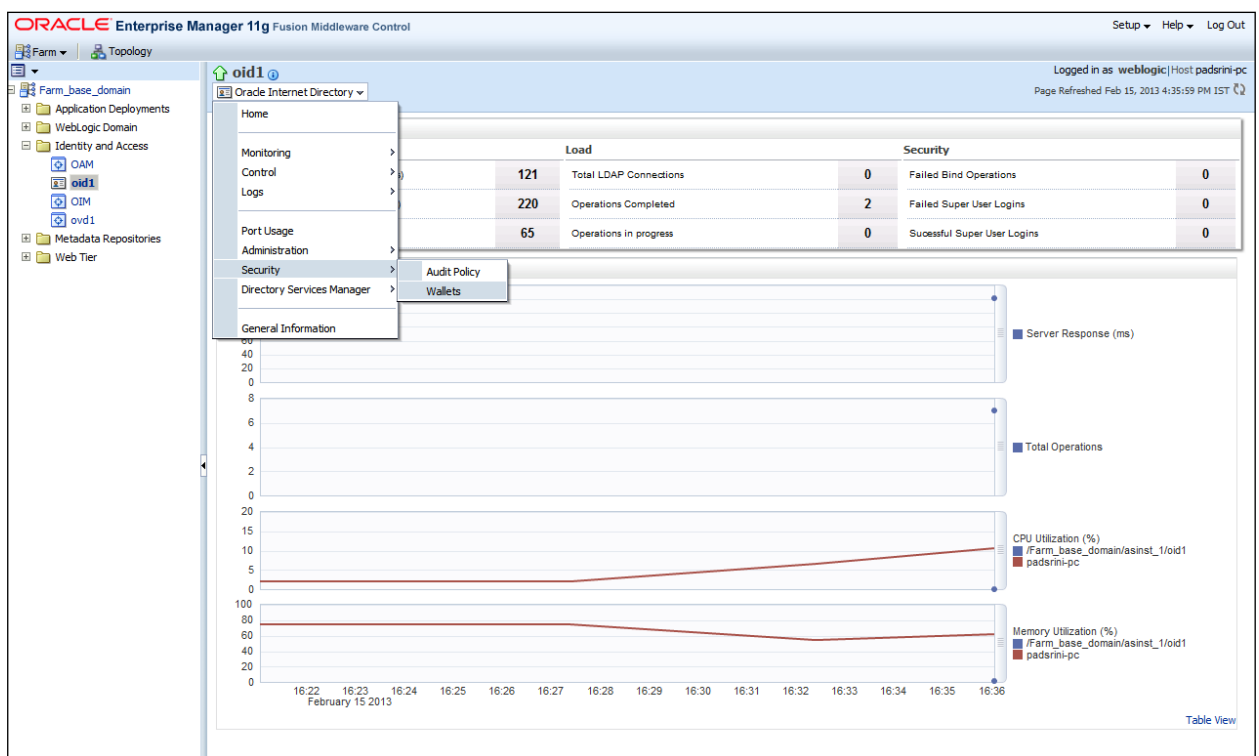 ORACLE Enterprise Manager 11g Fusion Middleware Control
Setup Help Log Out
Farm Topology
Farm_base_domain
Application Deployments
WebLogic Domain
Identity and Access
OAM
oid1
OIM
ovd1
Metadata Repositories
Web Tier
oid1
Logged in as weblogic|Host padsrini-pc
Oracle Internet Directory
Page Refreshed Feb 15, 2013 4:35:59 PM IST
Home
Monitoring
Control
Logs
Port Usage
Administration
Security
Directory Services Manager
General Information
Audit Policy
Wallets
121
220
65
Load
Total LDAP Connections 0
Operations Completed 2
Operations in progress 0
Security
Failed Bind Operations 0
Failed Super User Logins 0
Sucessful Super User Logins 0
60
40
20
0
Server Response (ms)
8
6
4
2
0
Total Operations
20
15
10
5
0
CPU Utilization (%)
/Farm_base_domain/asinst_1/oid1
padsrini-pc
100
80
60
40
20
0
Memory Utilization (%)
/Farm_base_domain/asinst_1/oid1
padsrini-pc
16:22 16:23 16:24 16:25 16:26 16:27 16:28 16:29 16:30 16:31 16:32 16:33 16:34 16:35 16:36
February 15 2013
Table View